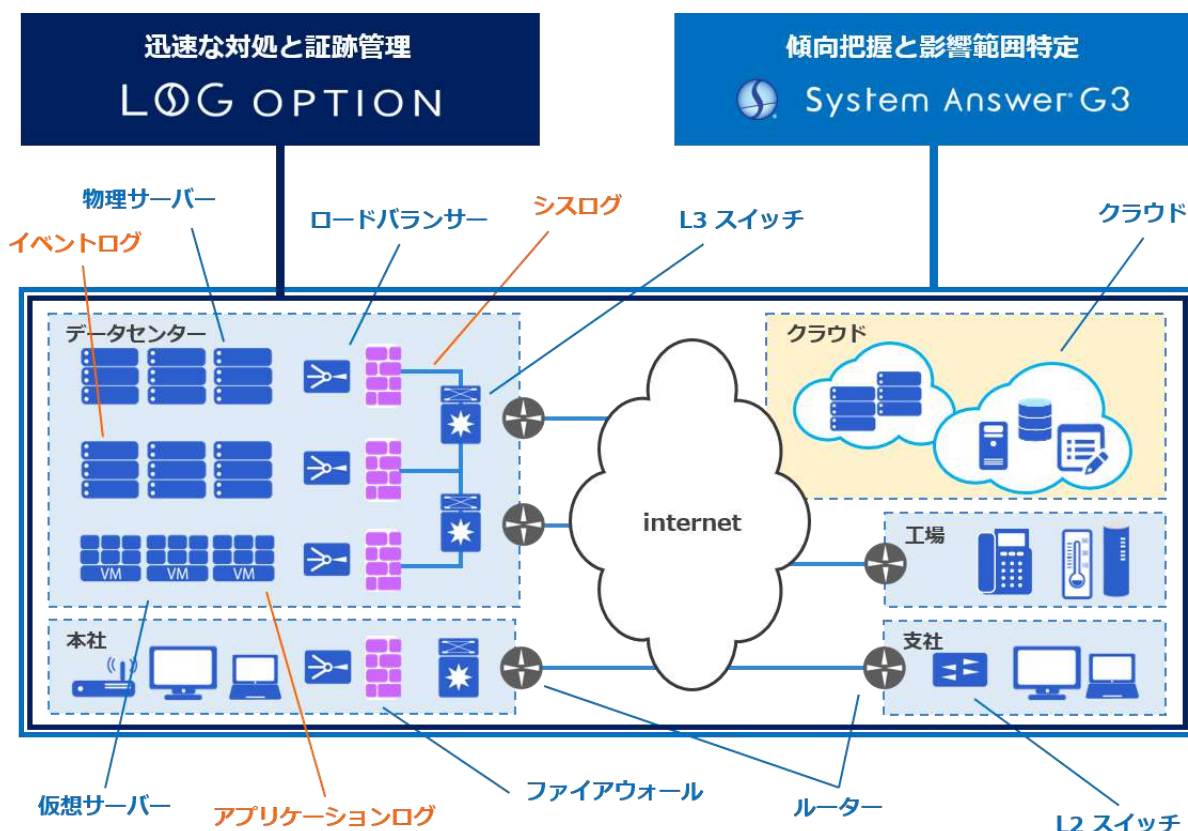 迅速な対処と証跡管理
LOG OPTION
傾向把握と影響範囲特定
System Answer G3
物理サーバー
イベントログ
ロードバランサー
シスログ
L3 スイッチ
クラウド
データセンター
クラウド
internet
VM
VM
VM
工場
本社
支社
仮想サーバー
アプリケーションログ
ファイアウォール
ルーター
L2 スイッチ